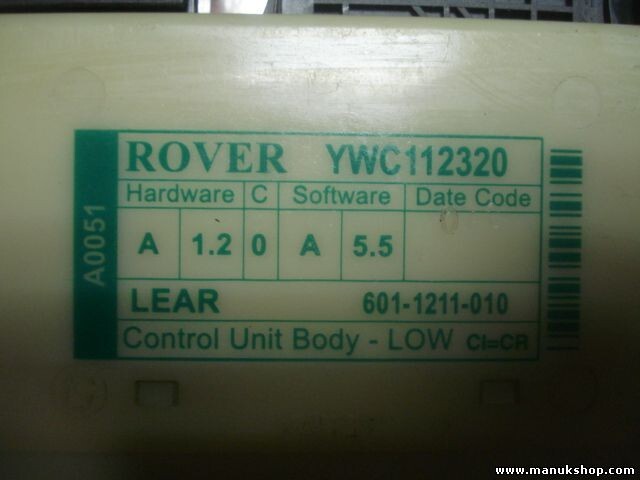 ROVER YWC112320
Hardware C Software Date Code
A 1.2 0 A 5.5
LEAR 601-1211-010
Control Unit Body - LOW CI=CR
A0051
www.manukshop.com